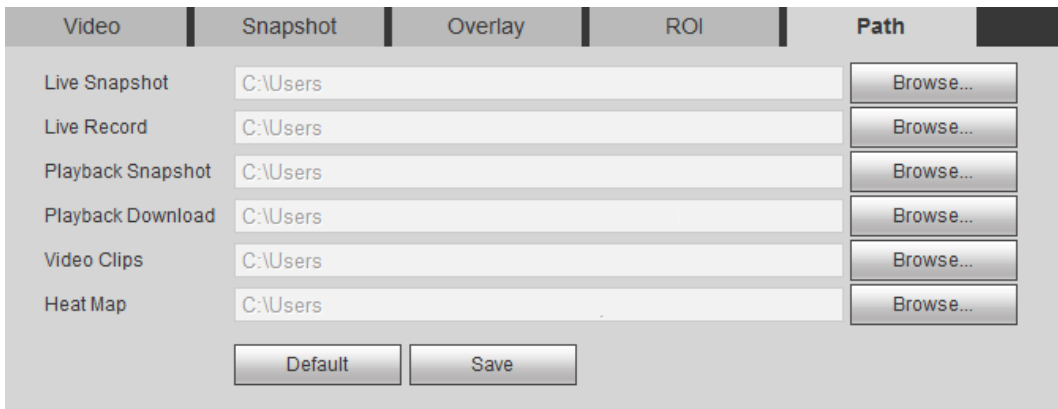 Video Snapshot Overlay ROI Path
Live Snapshot C:\Users Browse...
Live Record C:\Users Browse...
Playback Snapshot C:\Users Browse...
Playback Download C:\Users Browse...
Video Clips C:\Users Browse...
Heat Map C:\Users Browse...
Default Save